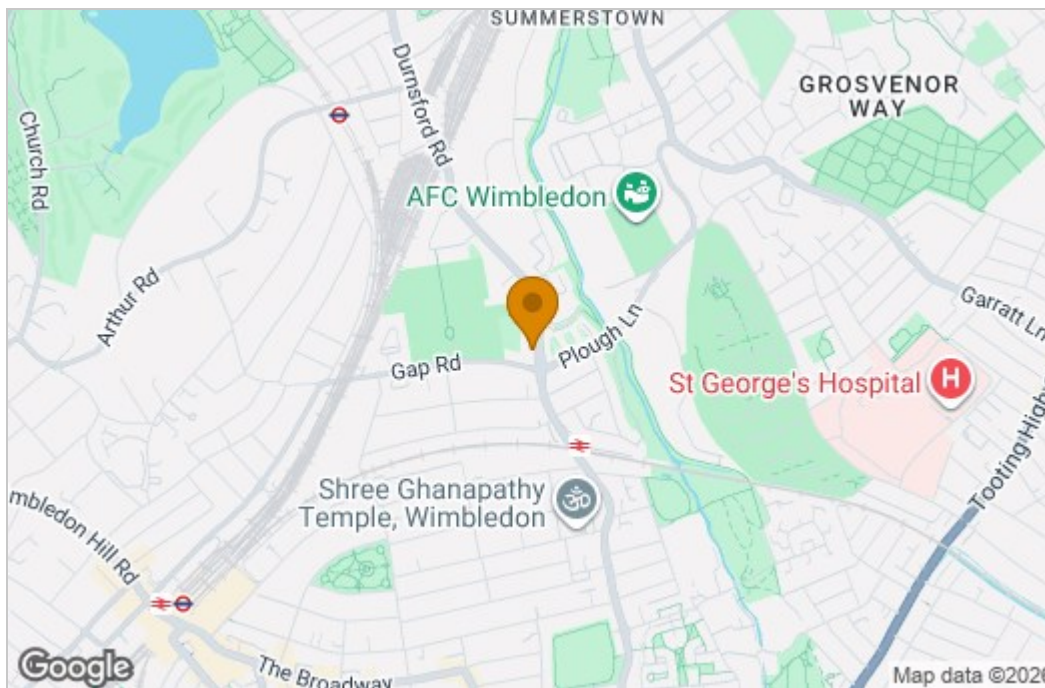 SUMMERSTOWN
Durnsford Rd
GROSVENOR
WAY
Church Rd
AFC Wimbledon
Arthur Rd
Garratt Ln
Plough Ln
Gap Rd
St George's Hospital
H
Tooting High
Shree Ghanapathy
Temple, Wimbledon
ॐ
mbledon Hill Rd
The Broadway
Google
Map data ©2026